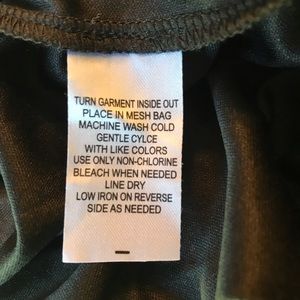 TURN GARMENT INSIDE OUT
PLACE IN MESH BAG
MACHINE WASH COLD
GENTLE CYLCE
WITH LIKE COLORS
USE ONLY NON-CHLORINE
BLEACH WHEN NEEDED
LINE DRY
LOW IRON ON REVERSE
SIDE AS NEEDED